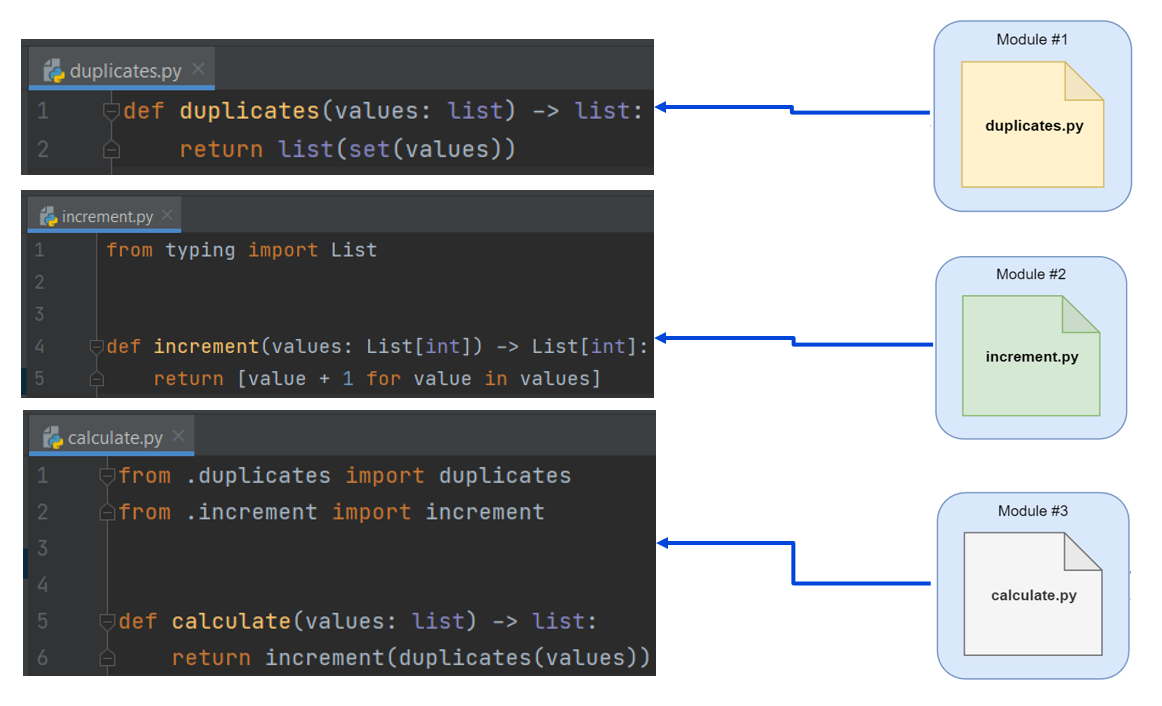 duplicates.py
1 def duplicates(values: list) -> list:
2 return list(set(values))
increment.py
1 from typing import List
2
3
4 def increment(values: List[int]) -> List[int]:
5 return [value + 1 for value in values]
calculate.py
1 from .duplicates import duplicates
2 from .increment import increment
3
4
5 def calculate(values: list) -> list:
6 return increment(duplicates(values))
Module #1
duplicates.py
Module #2
increment.py
Module #3
calculate.py